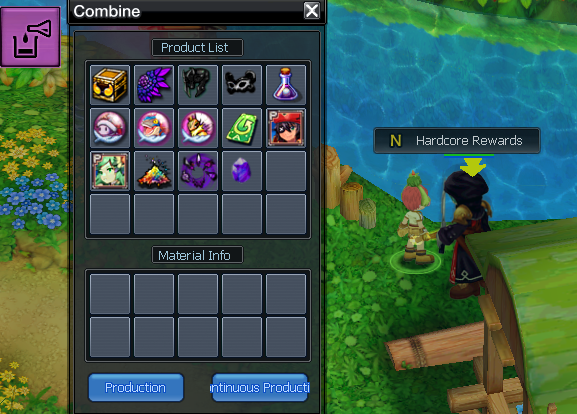 Combine
Product List
N Hardcore Rewards
P
P
Material Info
Production
ntinuous Producti